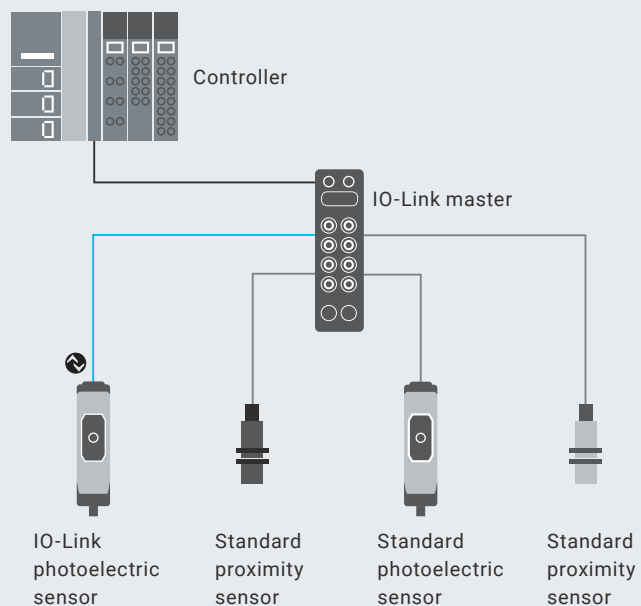 Controller
IO-Link master
IO-Link
photoelectric
sensor
Standard
proximity
sensor
Standard
photoelectric
sensor
Standard
proximity
sensor